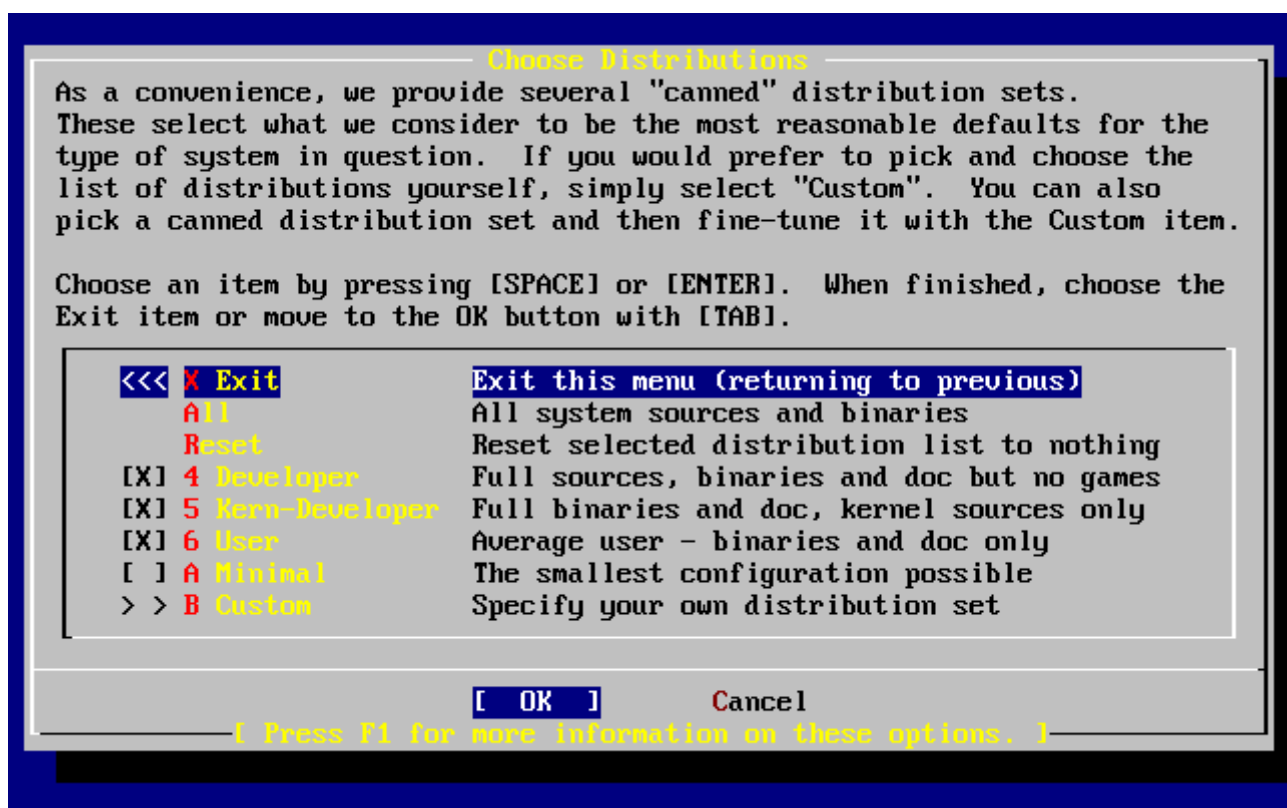 Choose Distributions
As a convenience, we provide several "canned" distribution sets.
These select what we consider to be the most reasonable defaults for the
type of system in question.  If you would prefer to pick and choose the
list of distributions yourself, simply select "Custom".  You can also
pick a canned distribution set and then fine-tune it with the Custom item.
Choose an item by pressing [SPACE] or [ENTER].  When finished, choose the
Exit item or move to the OK button with [TAB].
<<< X Exit Exit this menu (returning to previous)
All All system sources and binaries
Reset Reset selected distribution list to nothing
[X] 4 Developer Full sources, binaries and doc but no games
[X] 5 Kern-Developer Full binaries and doc, kernel sources only
[X] 6 User Average user - binaries and doc only
[ ] A Minimal The smallest configuration possible
> > B Custom Specify your own distribution set
[  OK  ] Cancel
[ Press F1 for more information on these options. ]